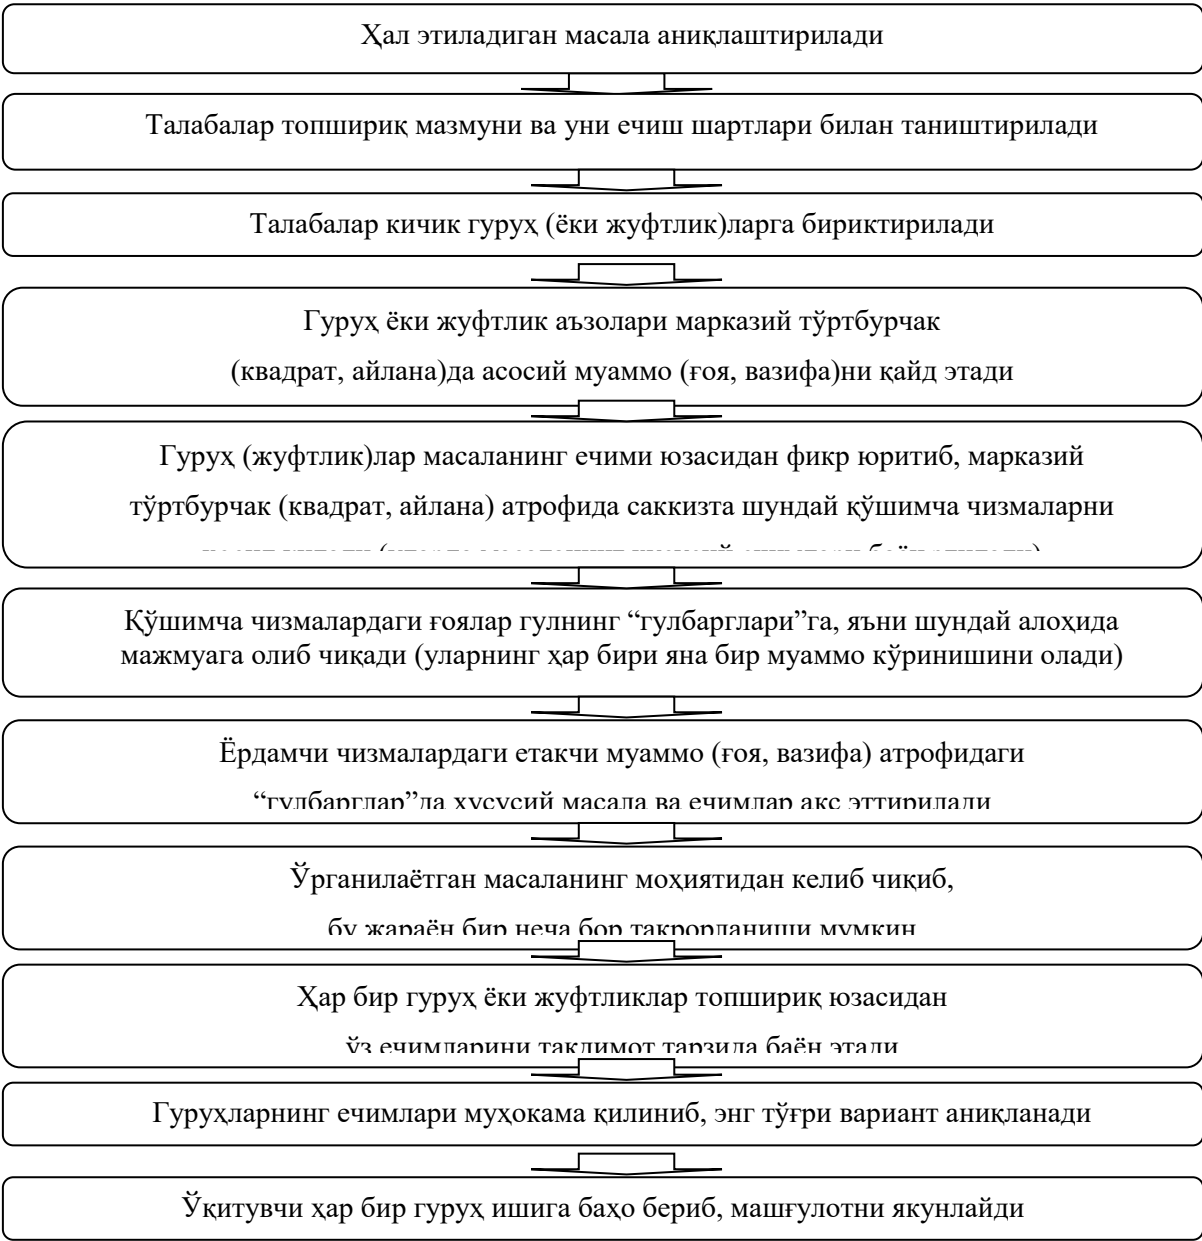 Ҳал этиладиган масала аниқлаштирилади
Талабалар топшириқ мазмуни ва уни ечиш шартлари билан таништирилади
Талабалар кичик гуруҳ (ёки жуфтлик)ларга бириктирилади
Гуруҳ ёки жуфтлик аъзолари марказий тўртбурчак
(квадрат, айлана)да асосий муаммо (ғоя, вазифа)ни қайд этади
Гуруҳ (жуфтлик)лар масаланинг ечими юзасидан фикр юритиб, марказий
тўртбурчак (квадрат, айлана) атрофида саккизта шундай қўшимча чизмаларни
Қўшимча чизмалардаги ғоялар гулнинг “гулбарглари”га, яъни шундай алоҳида
мажмуага олиб чиқади (уларнинг ҳар бири яна бир муаммо кўринишини олади)
Ёрдамчи чизмалардаги етакчи муаммо (ғоя, вазифа) атрофидаги
“гулбарглар”да хусусий масала ва ечимлар акс эттирилади
Ўрганилаётган масаланинг моҳиятидан келиб чиқиб,
бу жараён бир неча бор такрорланиши мумкин
Ҳар бир гуруҳ ёки жуфтликлар топшириқ юзасидан
ўз ечимларини тақдимот тарзида баён этади
Гуруҳларнинг ечимлари муҳокама қилиниб, энг тўғри вариант аниқланади
Ўқитувчи ҳар бир гуруҳ ишига баҳо бериб, машғулотни якунлайди